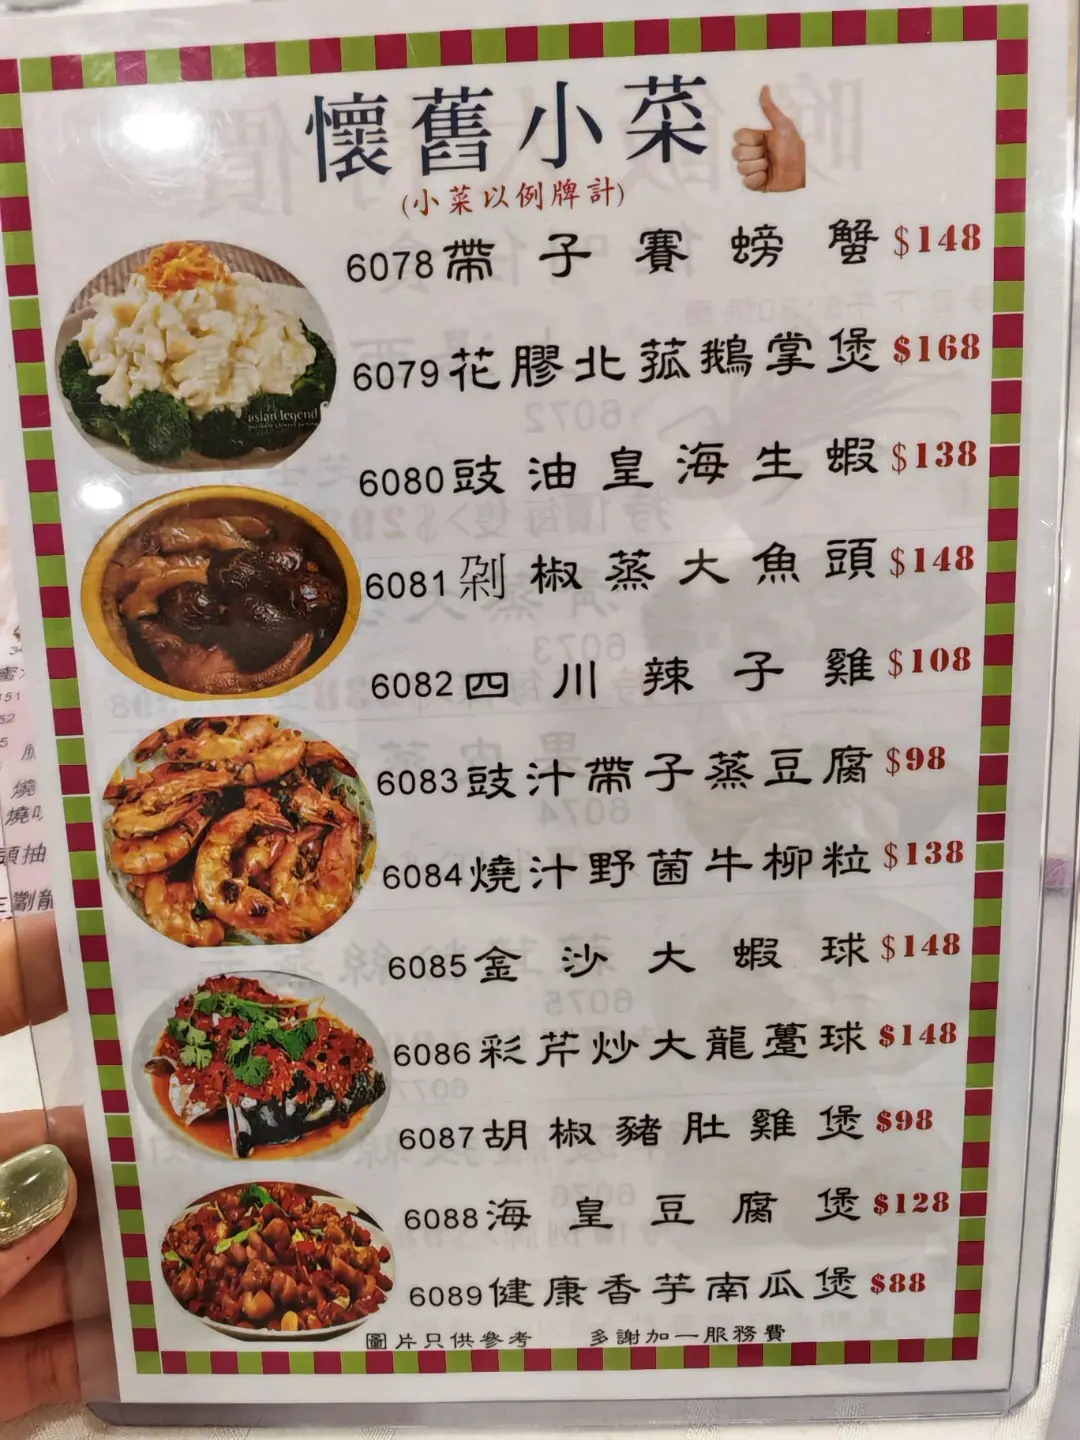 懷舊小菜
(小菜以例牌計)
6078帶子賽螃蟹 $148
6079花膠北菰鵝掌煲 $168
6080豉油皇海生蝦 $138
6081剁椒蒸大魚頭 $148
6082四川辣子雞 $108
6083豉汁帶子蒸豆腐 $98
6084燒汁野菌牛柳粒 $138
6085金沙大蝦球 $148
6086彩芹炒大龍躉球 $148
6087胡椒豬肚雞煲 $98
6088海皇豆腐煲 $128
6089健康香芋南瓜煲 $88
圖片只供參考 多謝加一服務費
asian legend